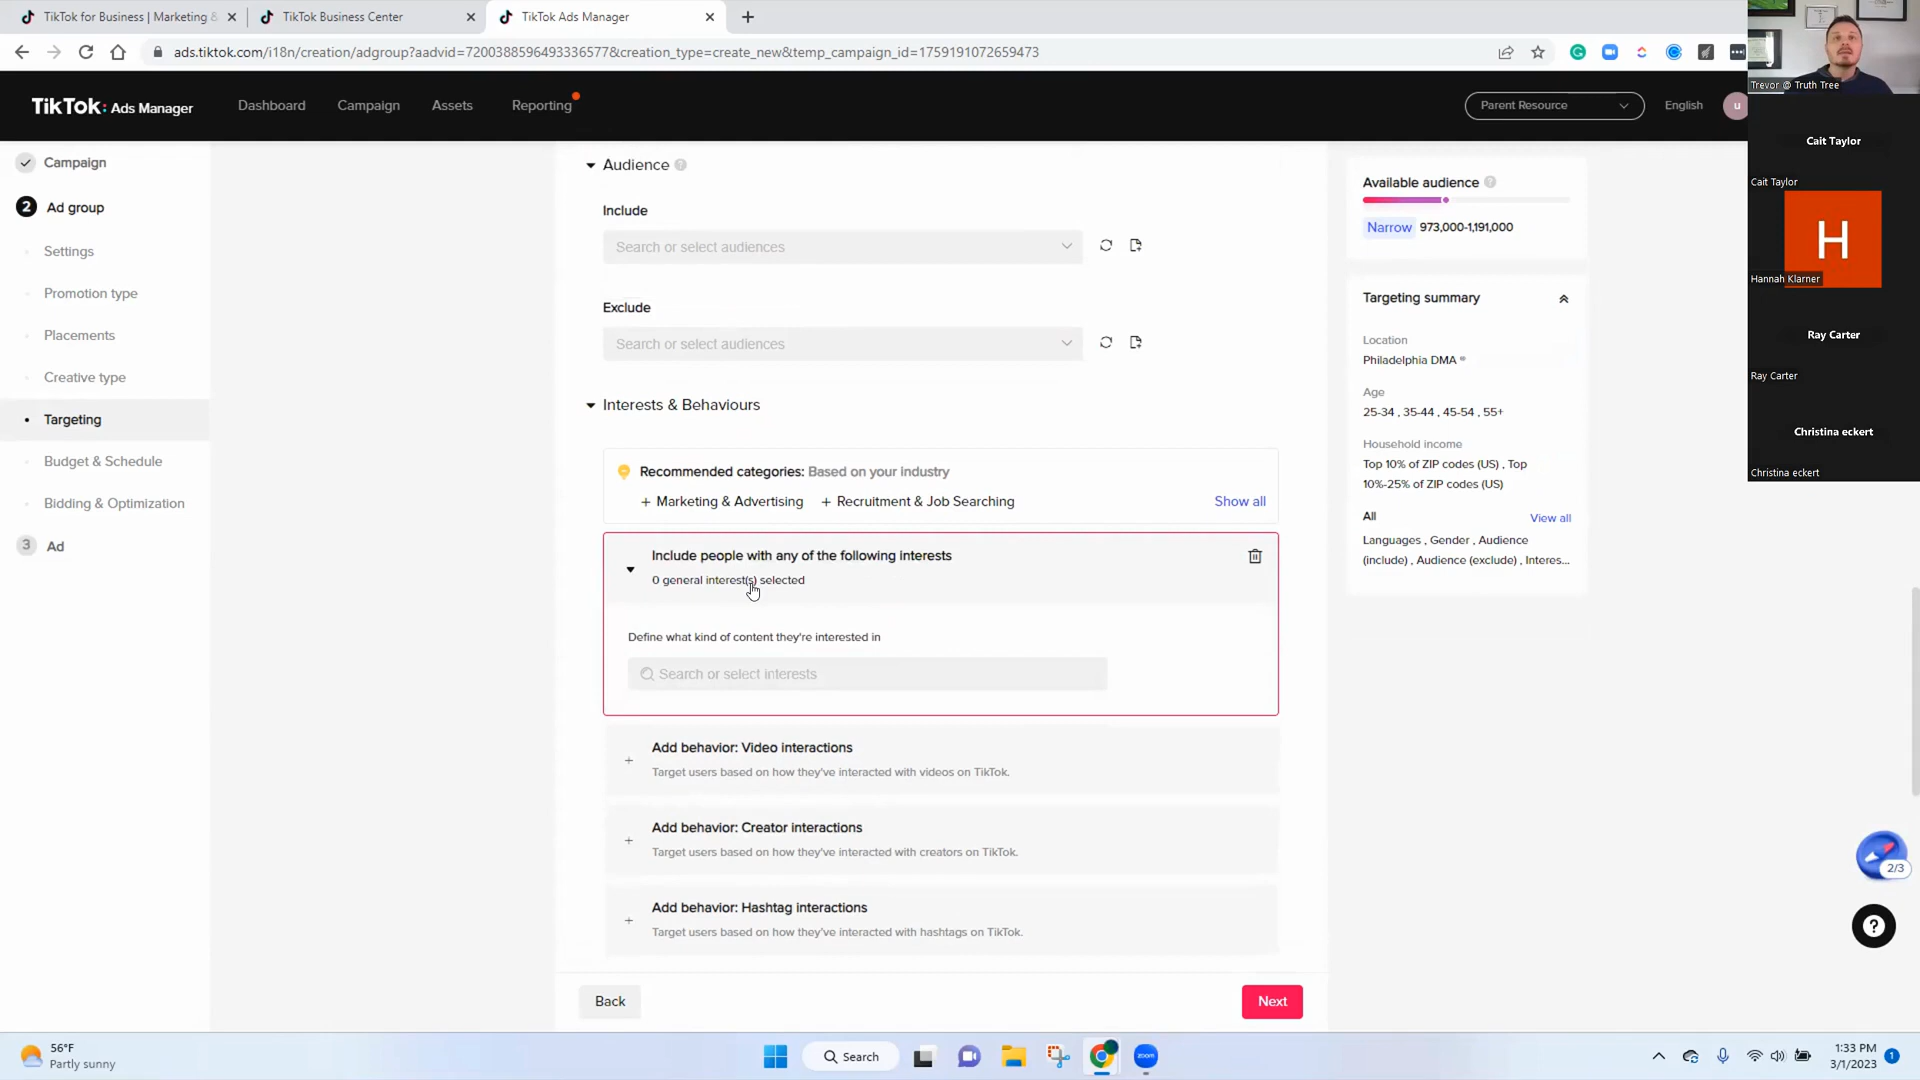 TikTok for Business | Marketing &
TikTok Business Center
TikTok Ads Manager
ads.tiktok.com/i18n/creation/adgroup?aadvid=7200388596493336577&creation_type=create_new&temp_campaign_id=1759191072659473
TikTok: Ads Manager
Dashboard
Campaign
Assets
Reporting
Parent Resource
English
u
Campaign
2
Ad group
Settings
Promotion type
Placements
Creative type
Targeting
Budget & Schedule
Bidding & Optimization
3
Ad
Audience
Include
Search or select audiences
Exclude
Search or select audiences
Interests & Behaviours
Recommended categories: Based on your industry
+ Marketing & Advertising + Recruitment & Job Searching
Show all
Include people with any of the following interests
0 general interest(s) selected
Define what kind of content they're interested in
Search or select interests
Add behavior: Video interactions
Target users based on how they've interacted with videos on TikTok.
Add behavior: Creator interactions
Target users based on how they've interacted with creators on TikTok.
Add behavior: Hashtag interactions
Target users based on how they've interacted with hashtags on TikTok.
Back
Next
Available audience
Narrow 973,000-1,191,000
Targeting summary
Location
Philadelphia DMA ®
Age
25-34 , 35-44 , 45-54 , 55+
Household income
Top 10% of ZIP codes (US) , Top
10%-25% of ZIP codes (US)
All
View all
Languages , Gender , Audience
(include) , Audience (exclude) , Interes...
Trevor @ Truth Tree
Cait Taylor
Cait Taylor
H
Hannah Klarner
Ray Carter
Ray Carter
Christina eckert
Christina eckert
2/3
?
56°F
Partly sunny
Search
zoom
1:33 PM
3/1/2023
1